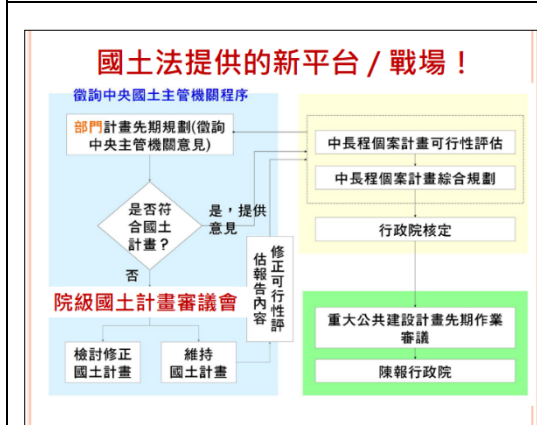 國土法提供的新平台 / 戰場！
徵詢中央國土主管機關程序
部門計畫先期規劃(徵詢
中央主管機關意見)
是否符
合國土
計畫？
是，提供
意見
否
院級國土計畫審議會
檢討修正
國土計畫
維持
國土計畫
修正可行性評
估報告內容
中長程個案計畫可行性評估
中長程個案計畫綜合規劃
行政院核定
重大公共建設計畫先期作業
審議
陳報行政院